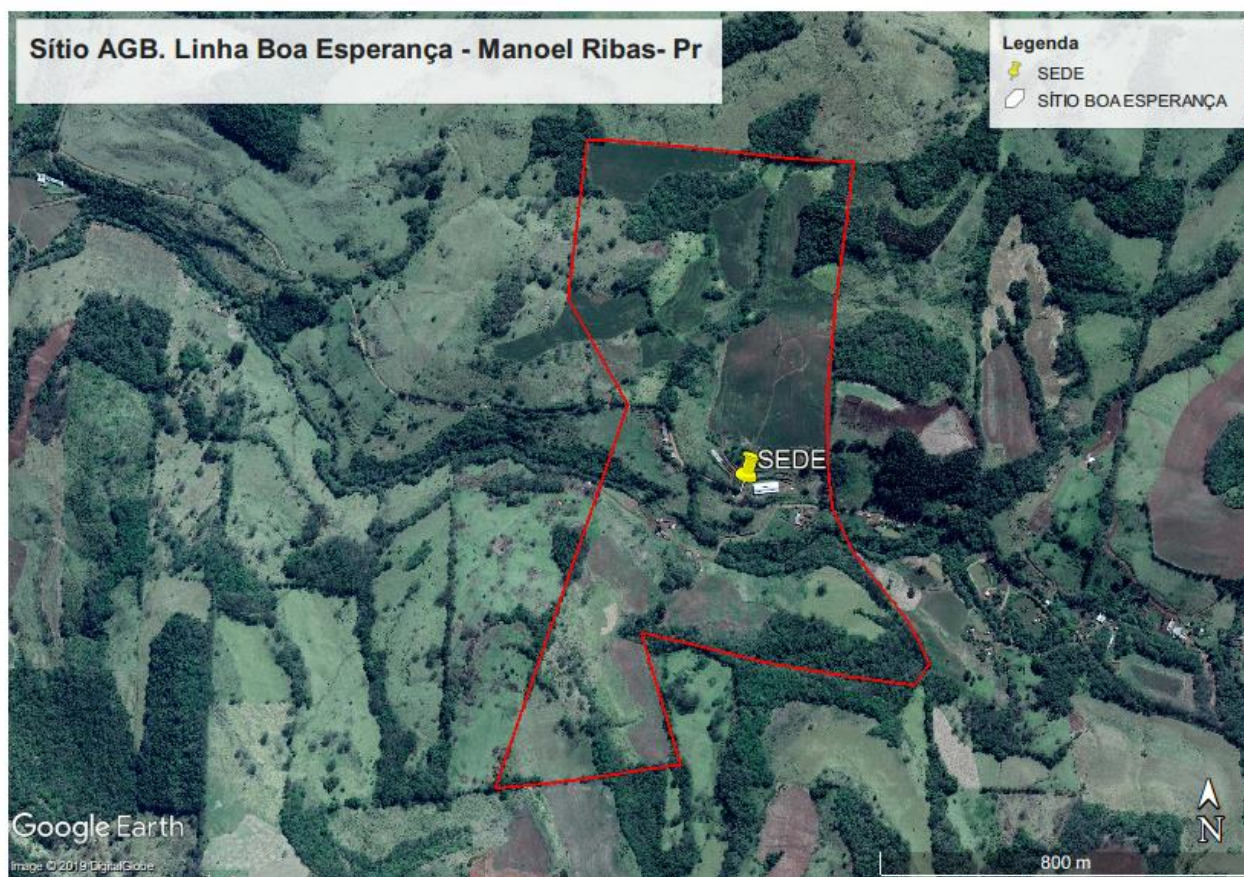 Sítio AGB. Linha Boa Esperança - Manoel Ribas- Pr
Legenda
SEDE
SÍTIO BOA ESPERANÇA
SEDE
Google Earth
Image © 2019 DigitalGlobe
800 m
N